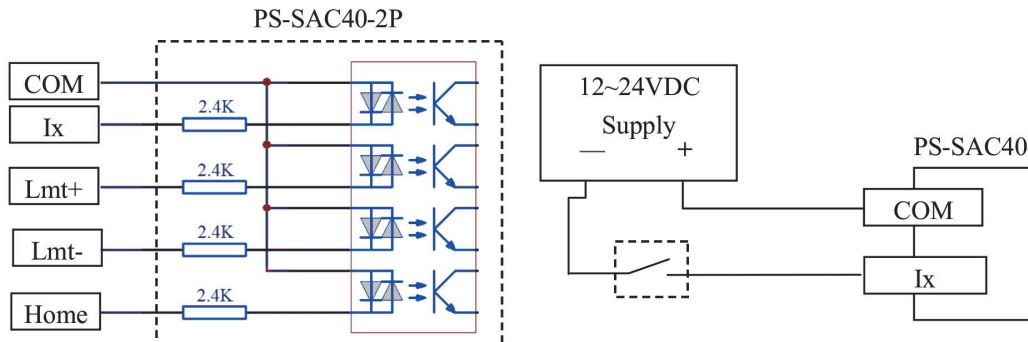 PS-SAC40-2P
COM
Ix
Lmt+
Lmt-
Home
2.4K
2.4K
2.4K
2.4K
12~24VDC
Supply
— +
PS-SAC40
COM
Ix